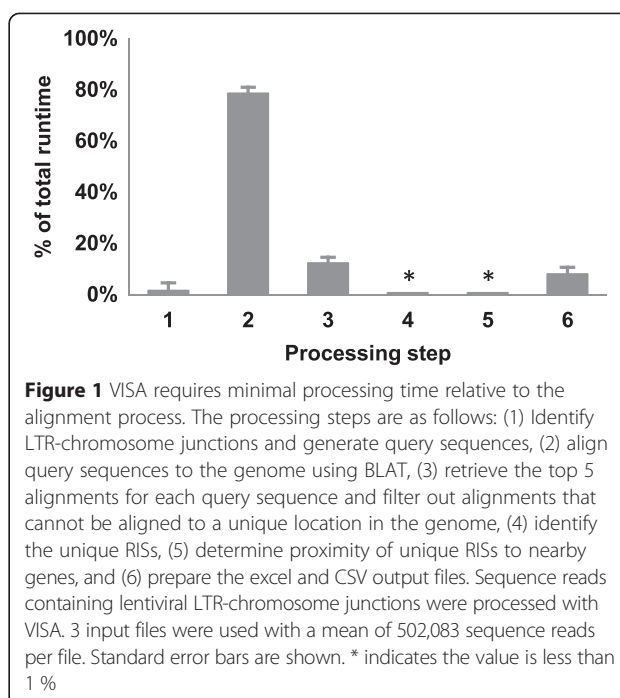 100%
80%
60%
40%
20%
0%
% of total runtime
* *
1 2 3 4 5 6
Processing step
Figure 1 VISA requires minimal processing time relative to the
alignment process. The processing steps are as follows: (1) Identify
LTR-chromosome junctions and generate query sequences, (2) align
query sequences to the genome using BLAT, (3) retrieve the top 5
alignments for each query sequence and filter out alignments that
cannot be aligned to a unique location in the genome, (4) identify
the unique RISs, (5) determine proximity of unique RISs to nearby
genes, and (6) prepare the excel and CSV output files. Sequence reads
containing lentiviral LTR-chromosome junctions were processed with
VISA. 3 input files were used with a mean of 502,083 sequence reads
per file. Standard error bars are shown. * indicates the value is less than
1 %